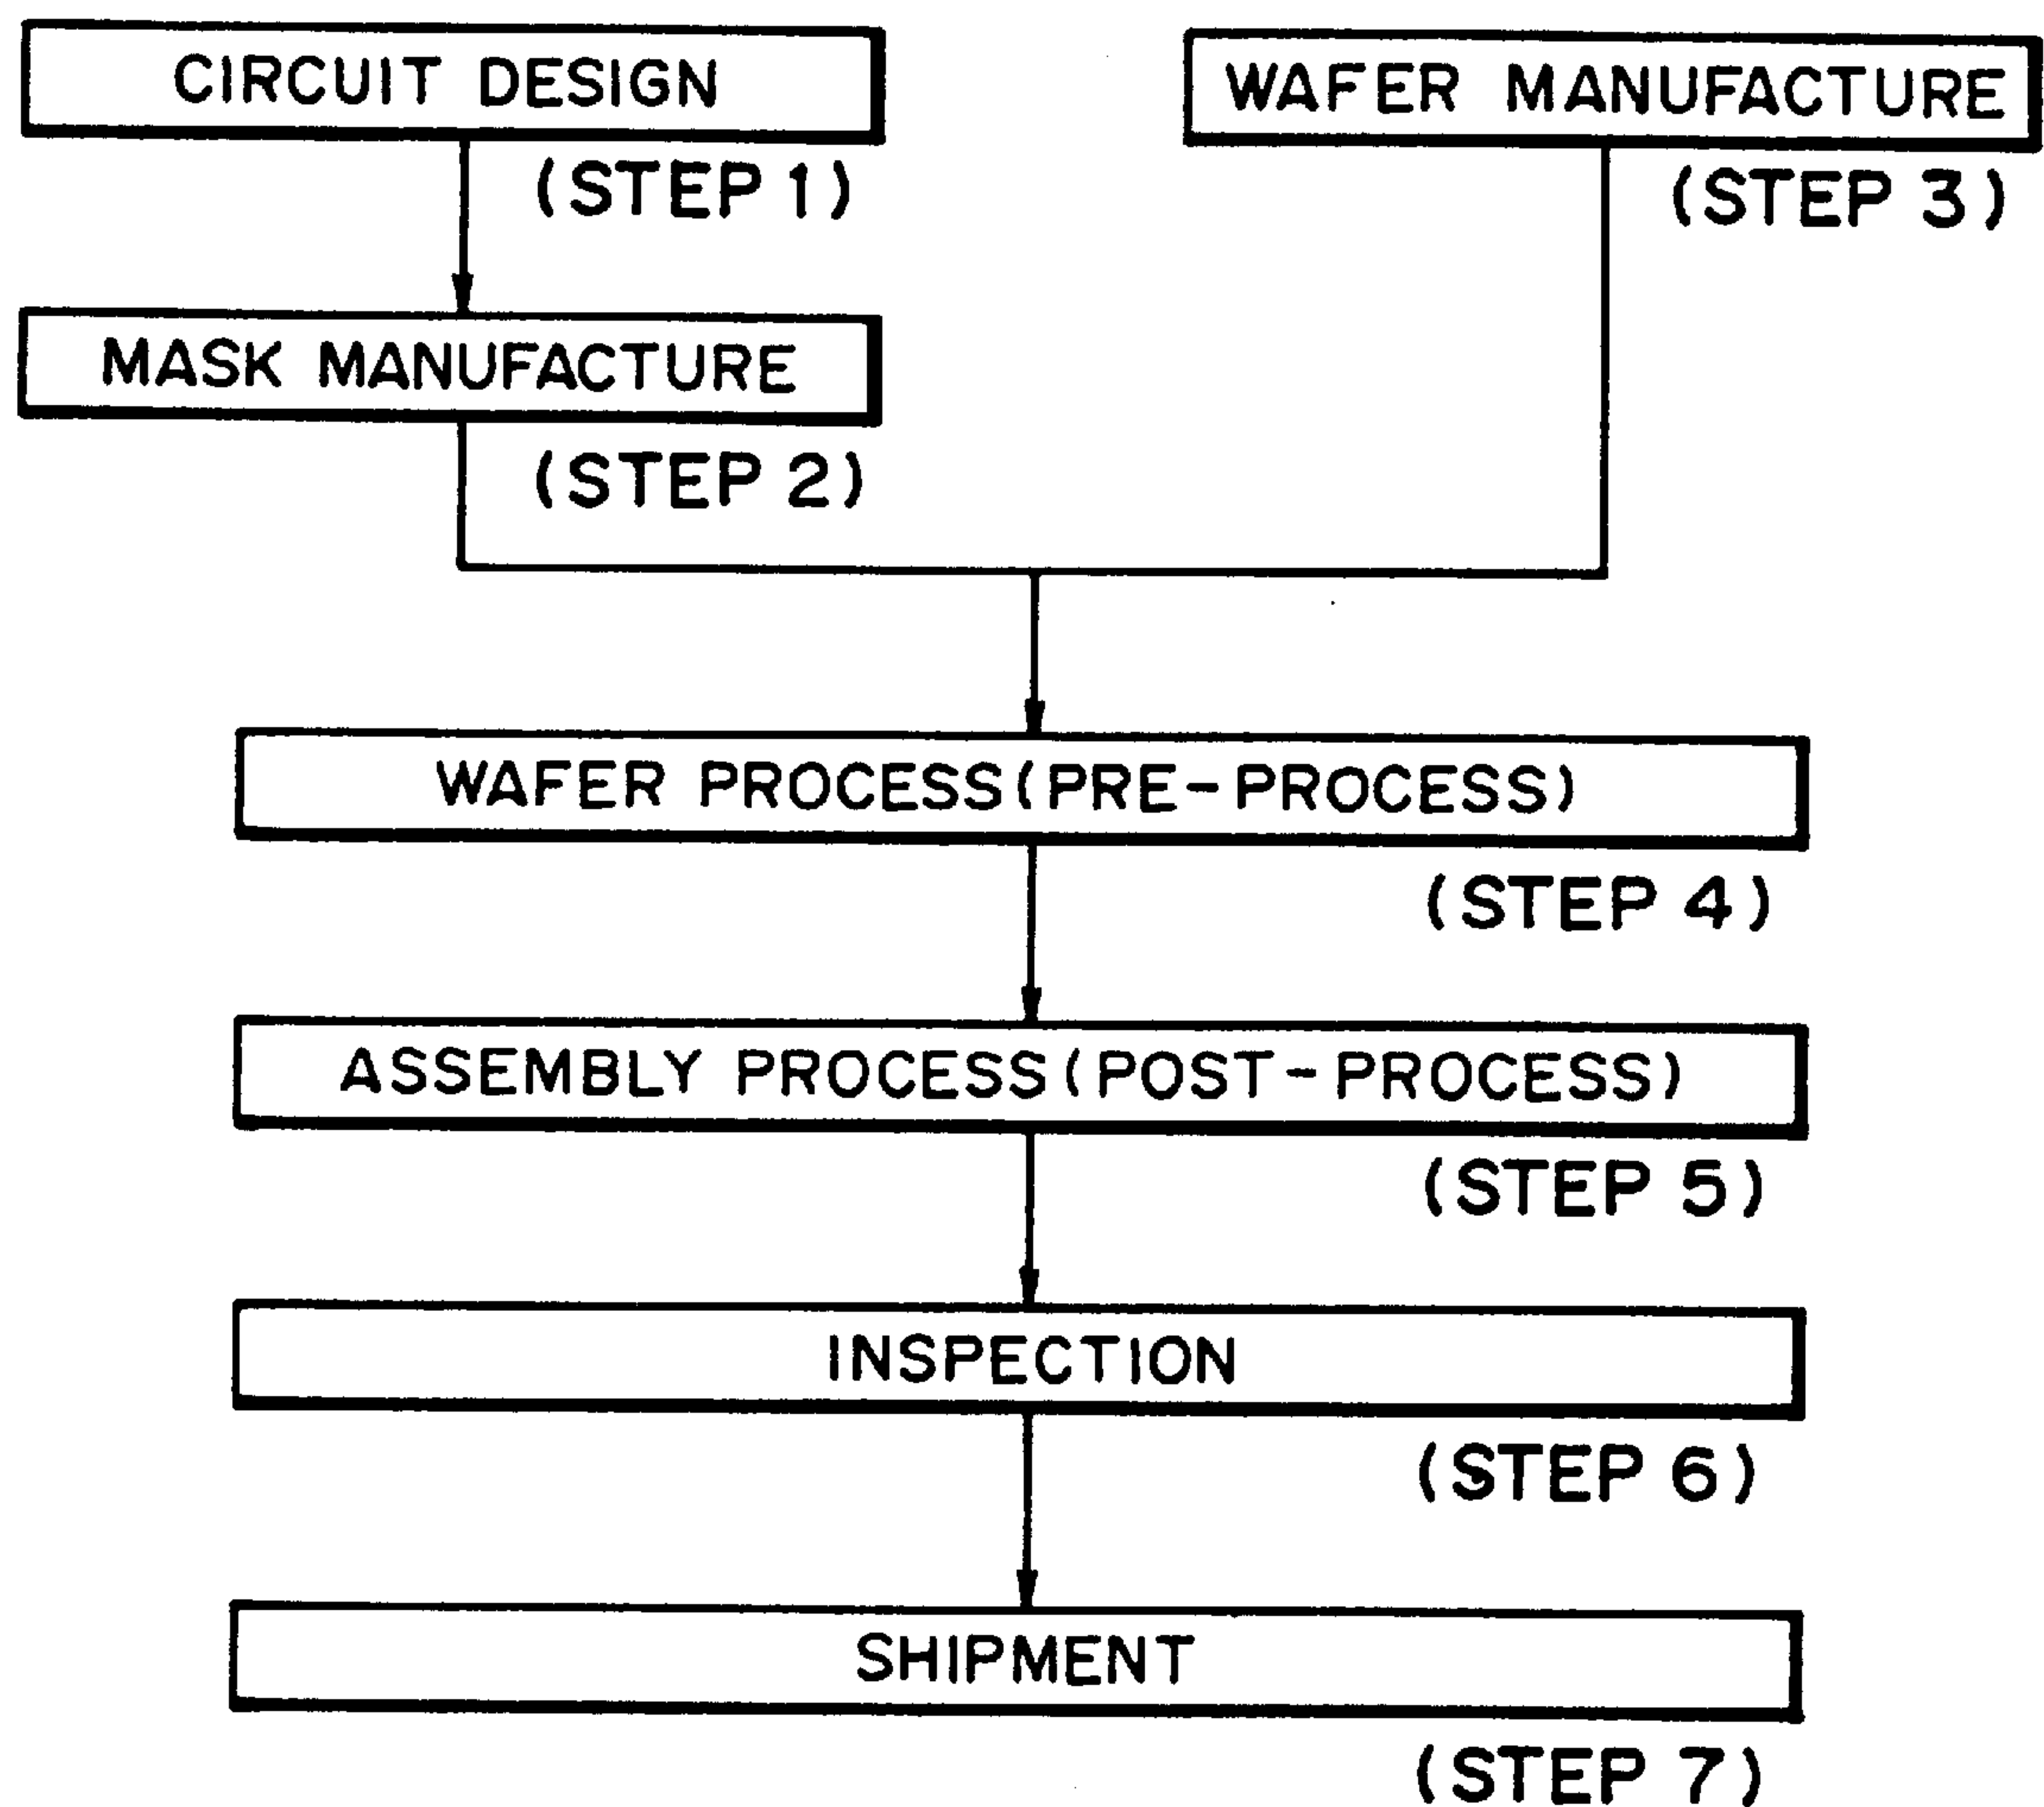 CIRCUIT DESIGN
(STEP 1)
WAFER MANUFACTURE
(STEP 3)
MASK MANUFACTURE
(STEP 2)
WAFER PROCESS(PRE-PROCESS)
(STEP 4)
ASSEMBLY PROCESS(POST-PROCESS)
(STEP 5)
INSPECTION
(STEP 6)
SHIPMENT
(STEP 7)